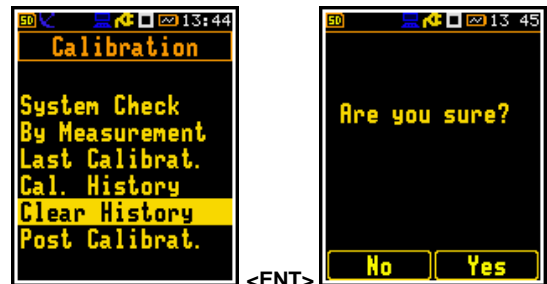 SD 13:44
Calibration
System Check
By Measurement
Last Calibrat.
Cal. History
Clear History
Post Calibrat.
<ENT>
SD 13 45
Are you sure?
No Yes